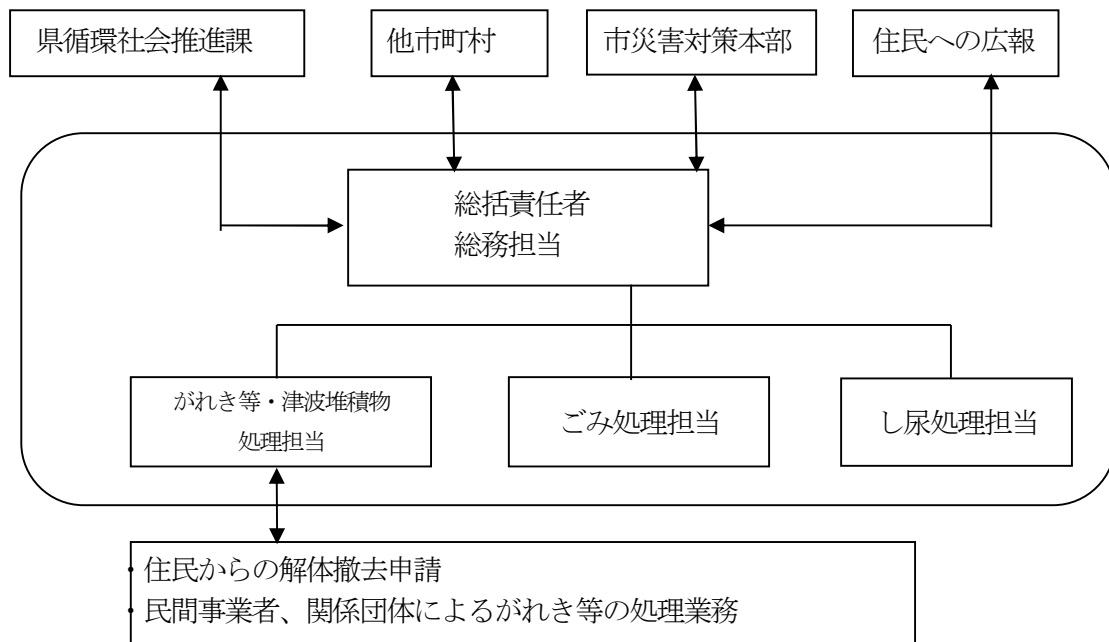 県循環社会推進課
他市町村
市災害対策本部
住民への広報
総括責任者
総務担当
がれき等・津波堆積物
処理担当
ごみ処理担当
し尿処理担当
・住民からの解体撤去申請
・民間事業者、関係団体によるがれき等の処理業務